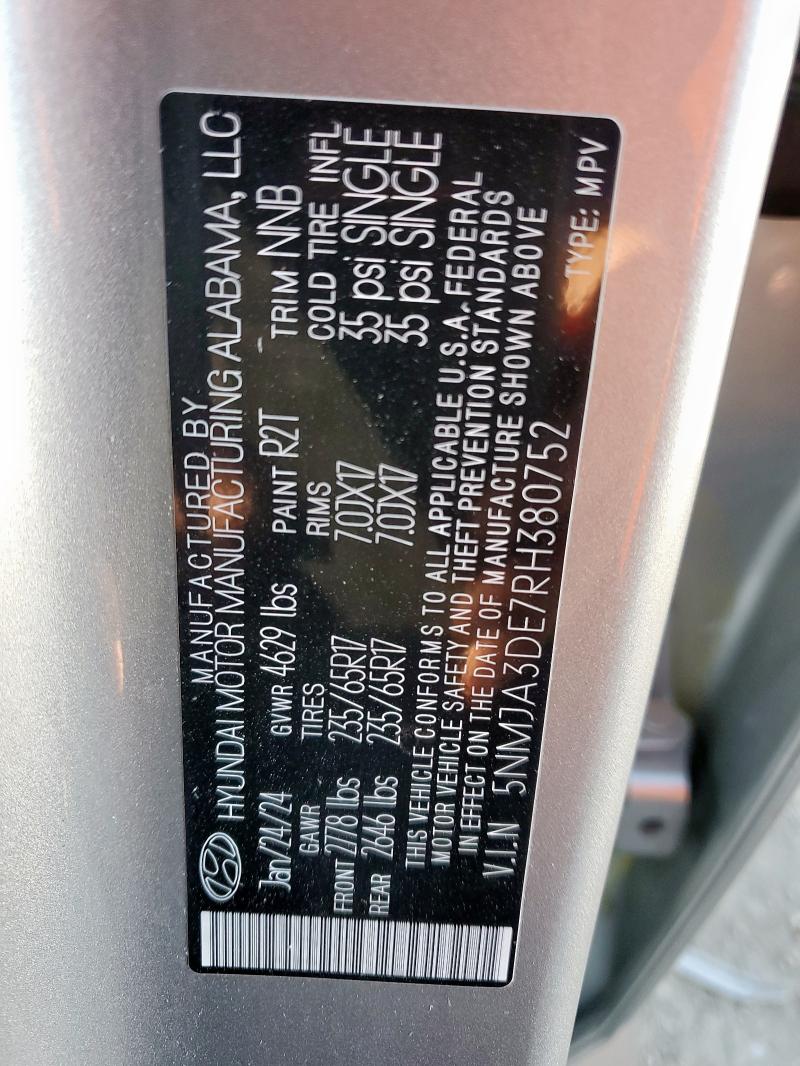 MANUFACTURED BY
HYUNDAI MOTOR MANUFACTURING ALABAMA, LLC
Jan/24/24 GVWR 4629 lbs PAINT R2T TRIM NNB
GAWR TIRES RIMS COLD TIRE INFL
FRONT 2778 lbs 235/65R17 7.0JX17 35 psi SINGLE
REAR 2646 lbs 235/65R17 7.0JX17 35 psi SINGLE
THIS VEHICLE CONFORMS TO ALL APPLICABLE U.S.A. FEDERAL
MOTOR VEHICLE SAFETY AND THEFT PREVENTION STANDARDS
IN EFFECT ON THE DATE OF MANUFACTURE SHOWN ABOVE
V.I.N 5NMJA3DE7RH380752
TYPE: MPV